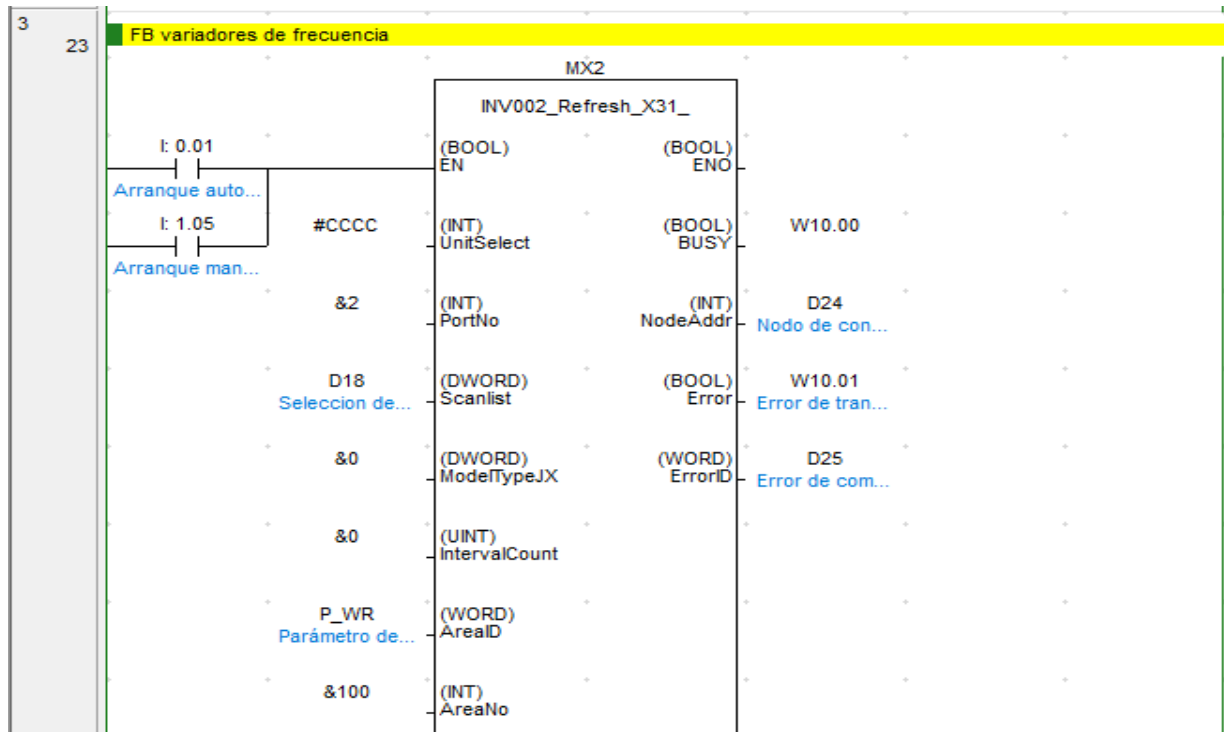 3
23
FB variadores de frecuencia
MX2
INV002_Refresh_X31_
I: 0.01
(BOOL)
EN
(BOOL)
ENO
Arranque auto...
I: 1.05
#CCCC
(INT)
UnitSelect
(BOOL)
BUSY
W10.00
Arranque man...
&2
(INT)
PortNo
(INT)
NodeAddr
D24
Nodo de con...
D18
Seleccion de...
(DWORD)
Scanlist
(BOOL)
Error
W10.01
Error de tran...
&0
(DWORD)
ModelTypeJX
(WORD)
ErrorID
D25
Error de com...
&0
(UINT)
IntervalCount
P_WR
Parámetro de...
(WORD)
AreaID
&100
(INT)
AreaNo